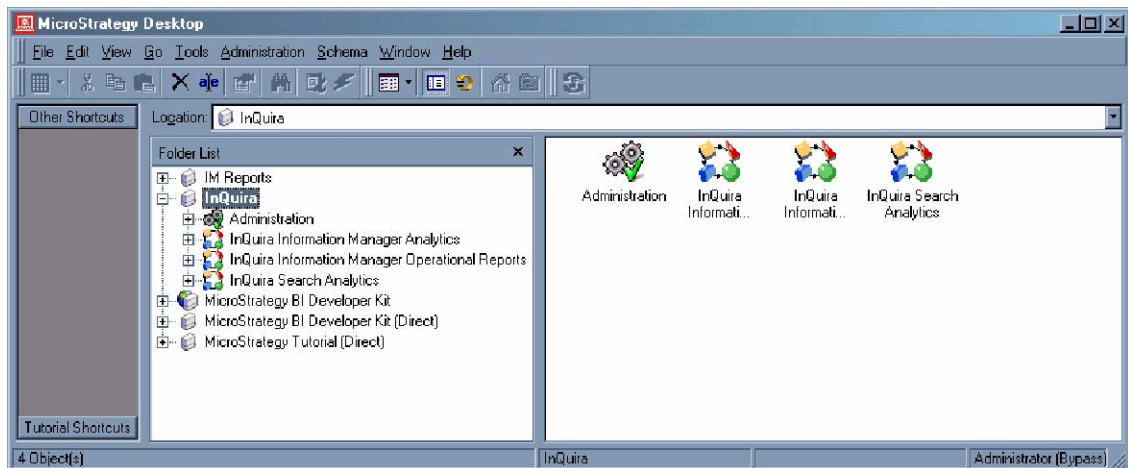 MicroStrategy Desktop
File Edit View Go Tools Administration Schema Window Help
Other Shortcuts
Location: InQuira
Folder List
IM Reports
InQuira
Administration
InQuira Information Manager Analytics
InQuira Information Manager Operational Reports
InQuira Search Analytics
MicroStrategy BI Developer Kit
MicroStrategy BI Developer Kit (Direct)
MicroStrategy Tutorial (Direct)
Administration
InQuira Informati...
InQuira Informati...
InQuira Search Analytics
Tutorial Shortcuts
4 Object(s)
InQuira
Administrator (Bypass)